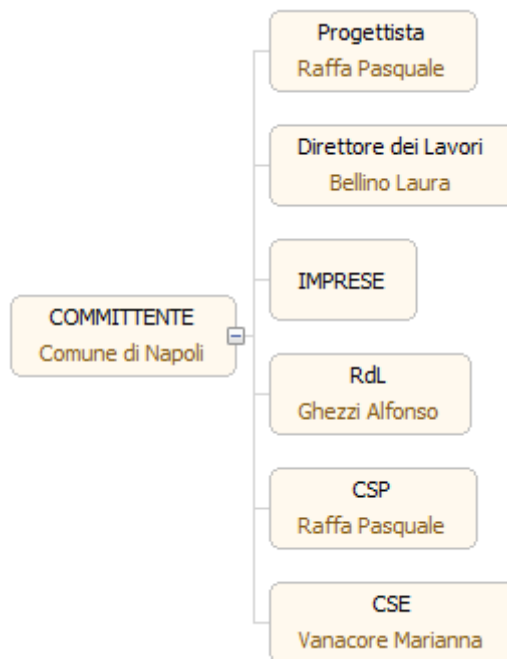 Progettista
Raffa Pasquale
Direttore dei Lavori
Bellino Laura
IMPRESE
COMMITTENTE
Comune di Napoli
RdL
Ghezzi Alfonso
CSP
Raffa Pasquale
CSE
Vanacore Marianna